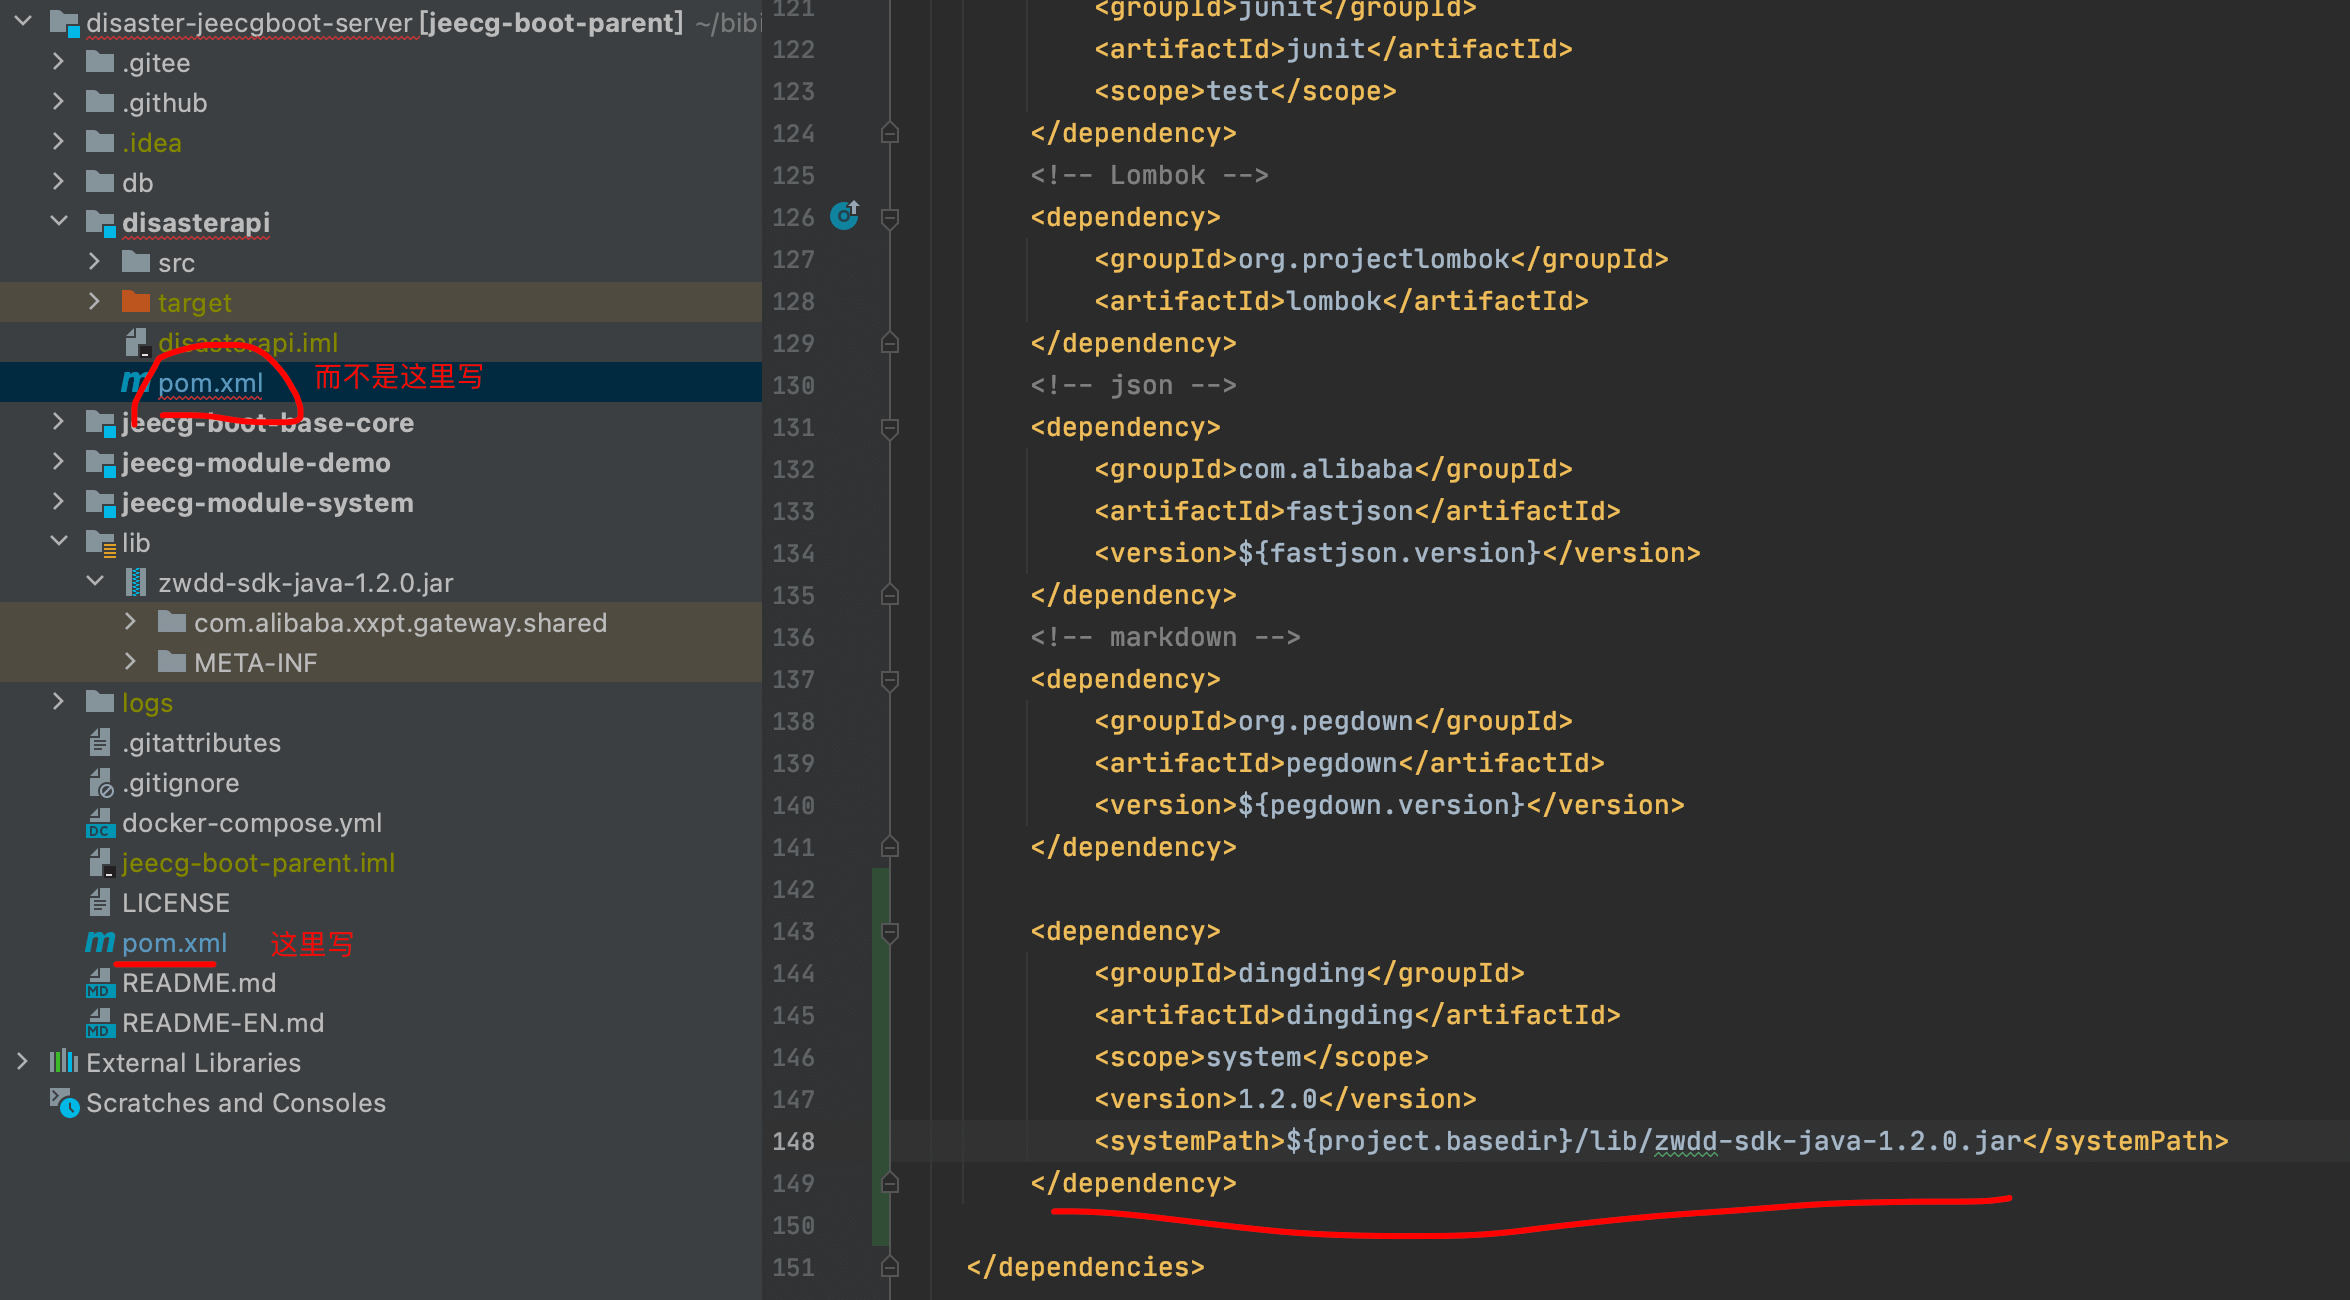 disaster-jeecgboot-server [jeecg-boot-parent] ~/bibi
.gitee
.github
.idea
db
disasterapi
src
target
disasterapi.iml
pom.xml 而不是这里写
jeecg-boot-base-core
jeecg-module-demo
jeecg-module-system
lib
zwdd-sdk-java-1.2.0.jar
com.alibaba.xxpt.gateway.shared
META-INF
logs
.gitattributes
.gitignore
docker-compose.yml
jeecg-boot-parent.iml
LICENSE
pom.xml 这里写
README.md
README-EN.md
External Libraries
Scratches and Consoles
121 <groupId>junit</groupId>
122 <artifactId>junit</artifactId>
123 <scope>test</scope>
124 </dependency>
125 <!-- Lombok -->
126 <dependency>
127 <groupId>org.projectlombok</groupId>
128 <artifactId>lombok</artifactId>
129 </dependency>
130 <!-- json -->
131 <dependency>
132 <groupId>com.alibaba</groupId>
133 <artifactId>fastjson</artifactId>
134 <version>${fastjson.version}</version>
135 </dependency>
136 <!-- markdown -->
137 <dependency>
138 <groupId>org.pegdown</groupId>
139 <artifactId>pegdown</artifactId>
140 <version>${pegdown.version}</version>
141 </dependency>
142
143 <dependency>
144 <groupId>dingding</groupId>
145 <artifactId>dingding</artifactId>
146 <scope>system</scope>
147 <version>1.2.0</version>
148 <systemPath>${project.basedir}/lib/zwdd-sdk-java-1.2.0.jar</systemPath>
149 </dependency>
150
151 </dependencies>